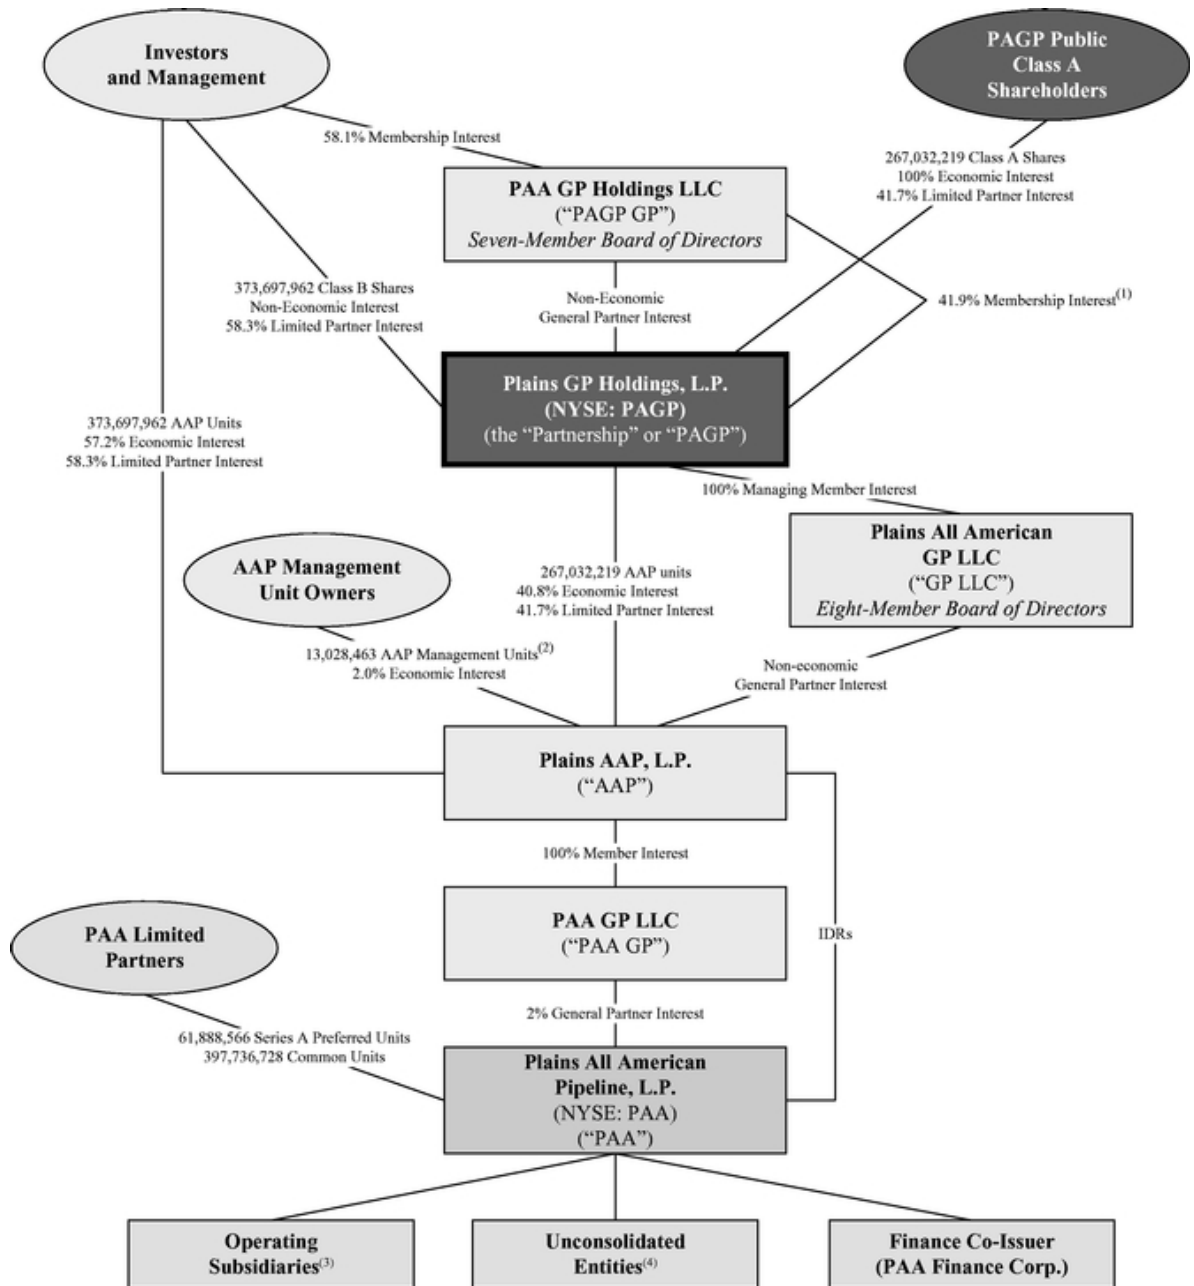 Investors
and Management
PAGP Public
Class A
Shareholders
58.1% Membership Interest
267,032,219 Class A Shares
100% Economic Interest
41.7% Limited Partner Interest
PAA GP Holdings LLC
(“PAGP GP”)
Seven-Member Board of Directors
373,697,962 Class B Shares
Non-Economic Interest
58.3% Limited Partner Interest
Non-Economic
General Partner Interest
41.9% Membership Interest(1)
Plains GP Holdings, L.P.
(NYSE: PAGP)
(the “Partnership” or “PAGP”)
373,697,962 AAP Units
57.2% Economic Interest
58.3% Limited Partner Interest
100% Managing Member Interest
Plains All American
GP LLC
(“GP LLC”)
Eight-Member Board of Directors
AAP Management
Unit Owners
267,032,219 AAP units
40.8% Economic Interest
41.7% Limited Partner Interest
13,028,463 AAP Management Units(2)
2.0% Economic Interest
Non-economic
General Partner Interest
Plains AAP, L.P.
(“AAP”)
100% Member Interest
PAA GP LLC
(“PAA GP”)
IDRs
PAA Limited
Partners
2% General Partner Interest
61,888,566 Series A Preferred Units
397,736,728 Common Units
Plains All American
Pipeline, L.P.
(NYSE: PAA)
(“PAA”)
Operating
Subsidiaries(3)
Unconsolidated
Entities(4)
Finance Co-Issuer
(PAA Finance Corp.)